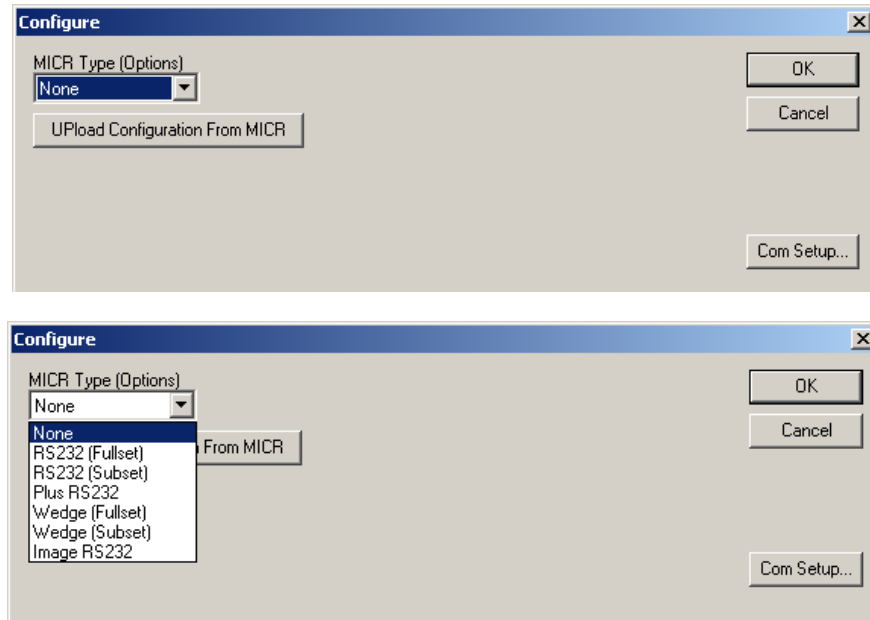 Configure
MICR Type (Options)
None
OK
UPload Configuration From MICR
Cancel
Com Setup...
Configure
MICR Type (Options)
None
OK
None
RS232 (Fullset)
From MICR
Cancel
RS232 (Subset)
Plus RS232
Wedge (Fullset)
Wedge (Subset)
Image RS232
Com Setup...